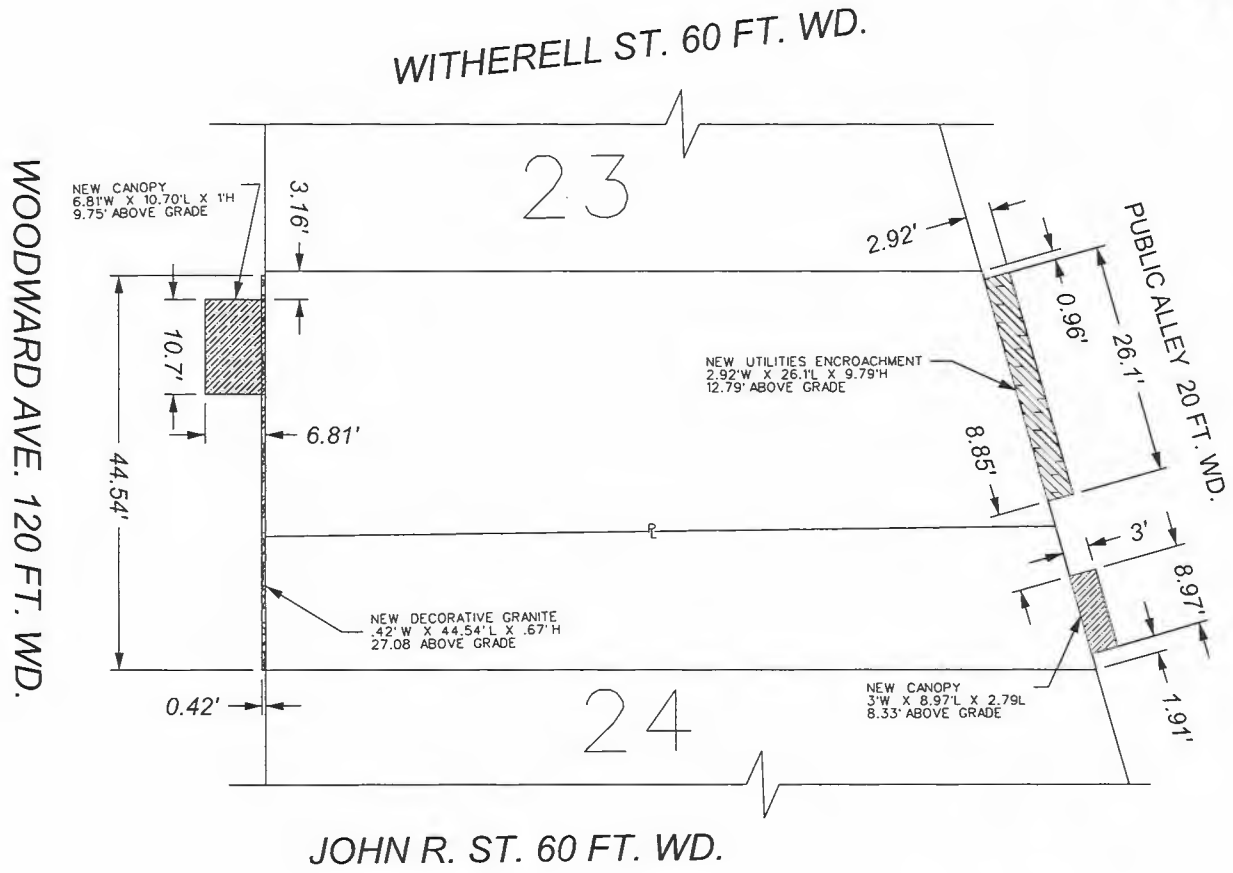 WITHERELL ST. 60 FT. WD.
23
NEW CANOPY
6.81'W X 10.70'L X 1'H
9.75' ABOVE GRADE
3.16'
2.92'
PUBLIC ALLEY 20 FT. WD.
WOODWARD AVE. 120 FT. WD.
10.7'
0.96'
26.1'
NEW UTILITIES ENCROACHMENT
2.92'W X 26.1'L X 9.79'H
12.79' ABOVE GRADE
6.81'
8.85'
44.54'
PL
3'
8.97'
NEW DECORATIVE GRANITE
.42' W X 44.54' L X .67' H
27.08 ABOVE GRADE
NEW CANOPY
3'W X 8.97'L X 2.79L
8.33' ABOVE GRADE
1.91'
0.42'
24
JOHN R. ST. 60 FT. WD.